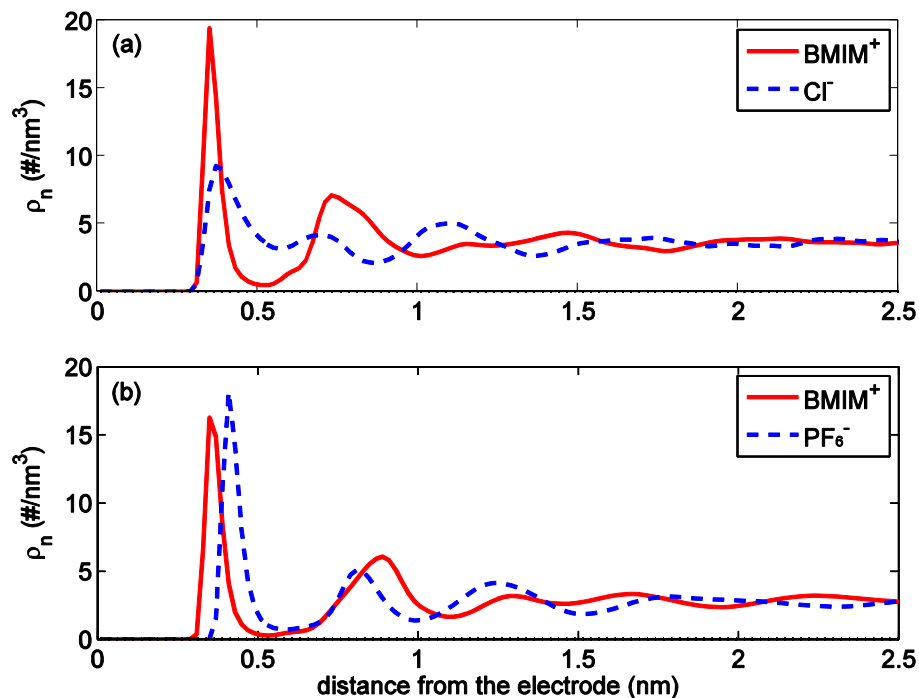 (a)
BMIM⁺
Cl⁻
ρₙ (#/nm³)
20
15
10
5
0
0 0.5 1 1.5 2 2.5
(b)
BMIM⁺
PF₆⁻
ρₙ (#/nm³)
20
15
10
5
0
0 0.5 1 1.5 2 2.5
distance from the electrode (nm)